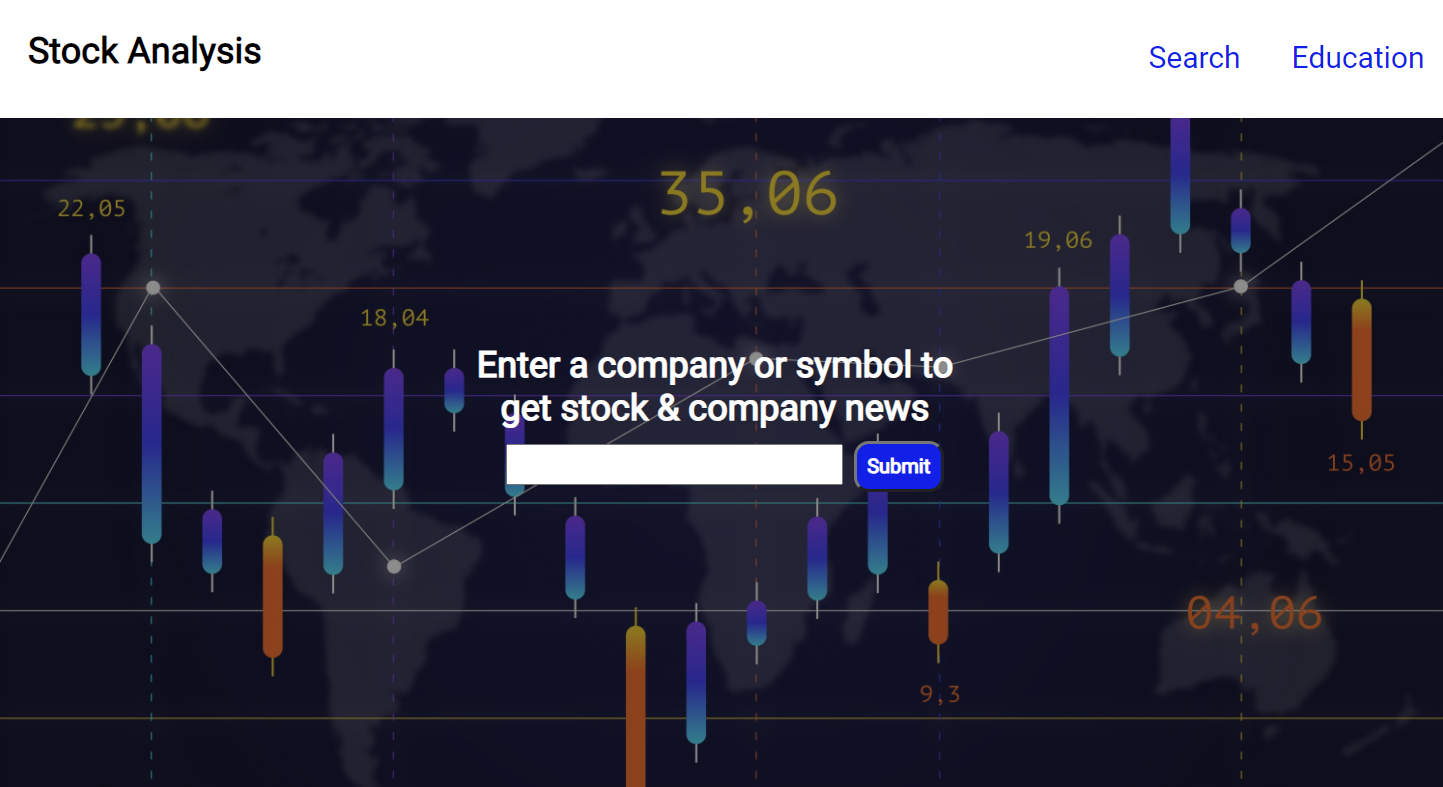 Stock Analysis
Search
Education
35,06
22,05
19,06
18,04
Enter a company or symbol to
get stock & company news
Submit
15,05
04,06
9,3